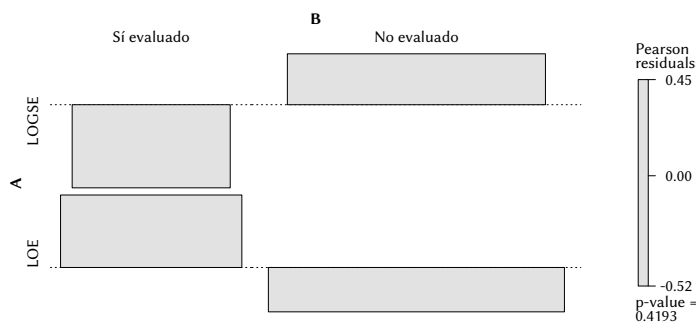 B
Sí evaluado
No evaluado
A
LOGSE
LOE
Pearson
residuals
0.45
0.00
-0.52
p-value =
0.4193